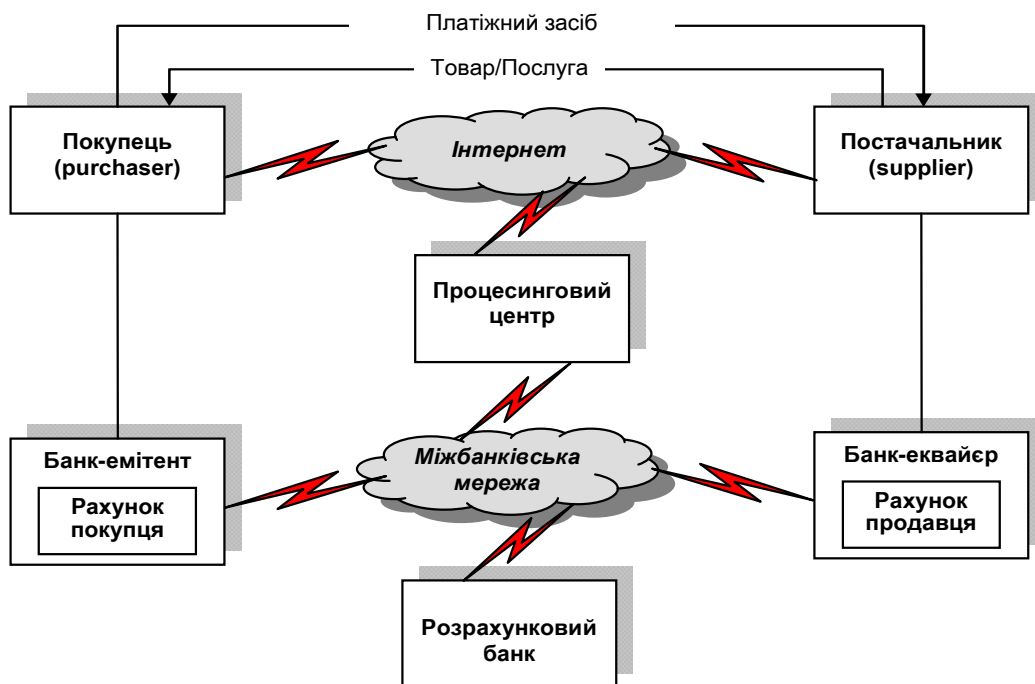 Платіжний засіб
Товар/Послуга
Покупець
(purchaser)
Інтернет
Постачальник
(supplier)
Процесинговий
центр
Банк-емітент
Рахунок
покупця
Міжбанківська
мережа
Банк-еквайєр
Рахунок
продавця
Розрахунковий
банк